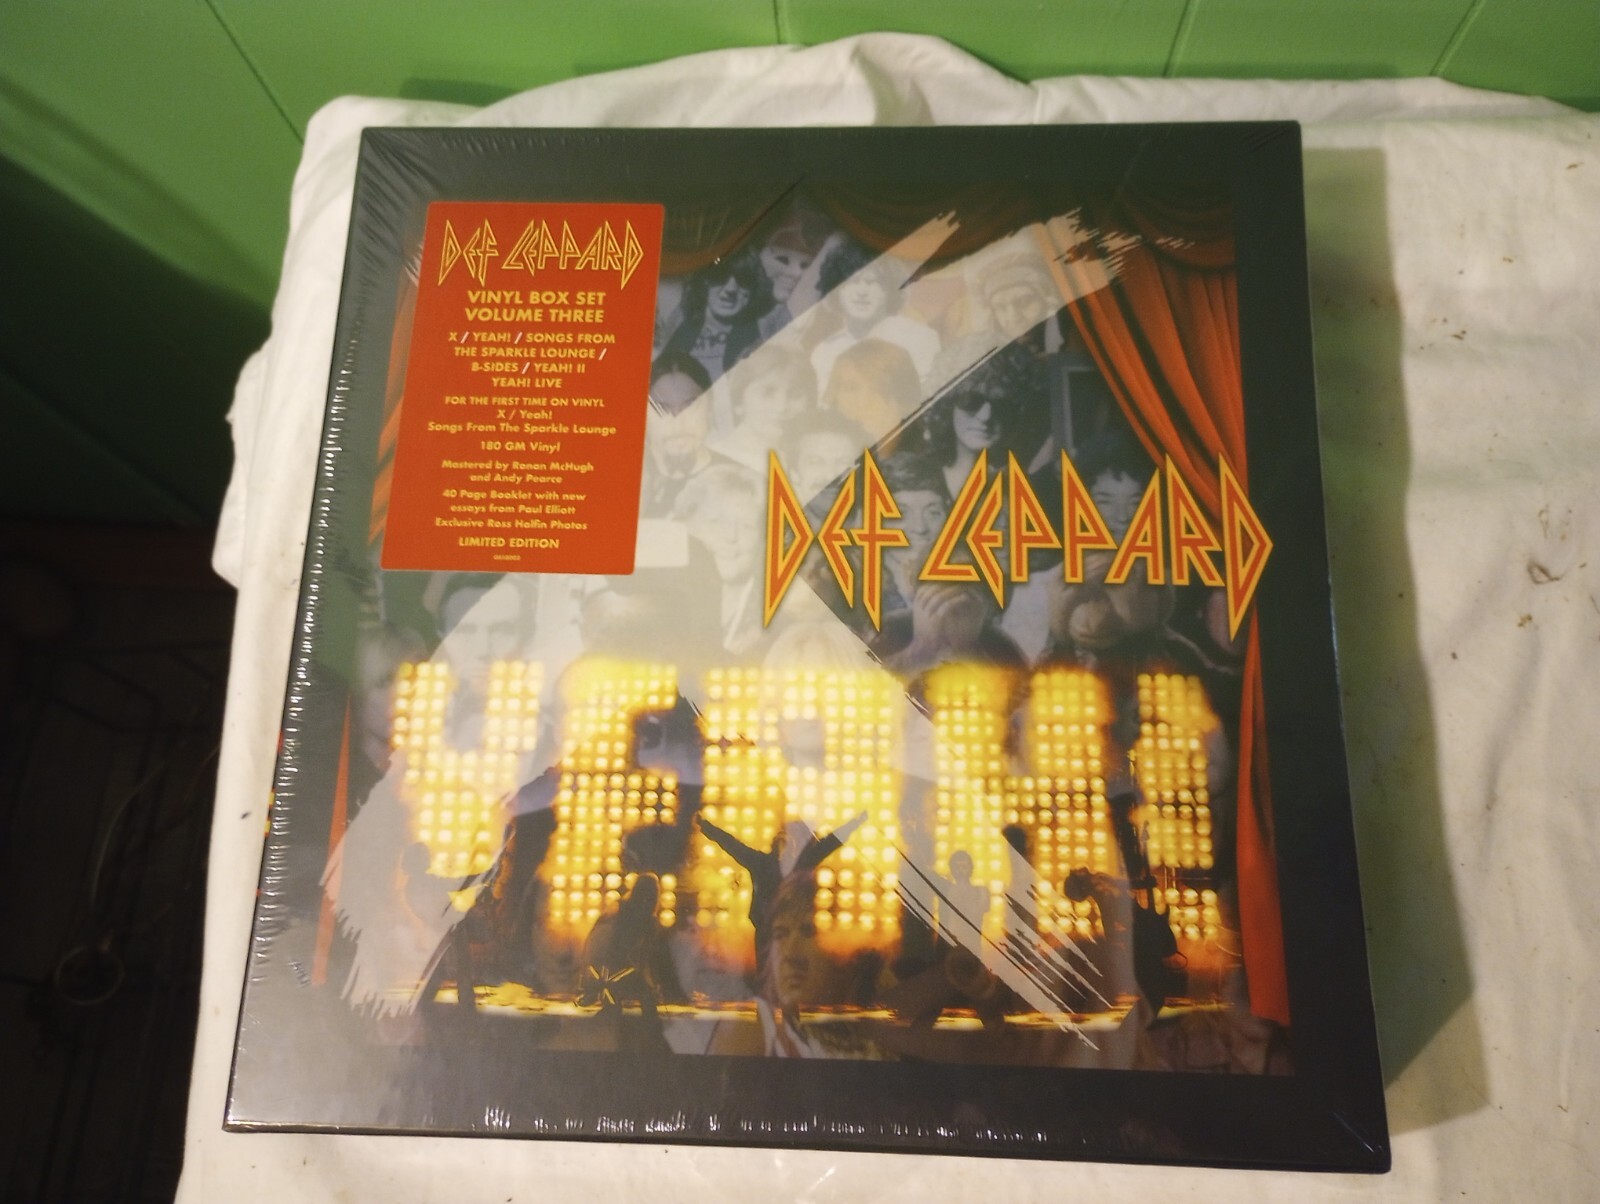 DEF LEPPARD
VINYL BOX SET
VOLUME THREE
X / YEAH! / SONGS FROM
THE SPARKLE LOUNGE /
B-SIDES / YEAH! II
YEAH! LIVE
FOR THE FIRST TIME ON VINYL
X / Yeah!
Songs From The Sparkle Lounge
180 GM Vinyl
Mastered by Ronan McHugh
and Andy Pearce
40 Page Booklet with new
essays from Paul Elliott
Exclusive Ross Halfin Photos
LIMITED EDITION
DEF LEPPARD
YEAH!
X